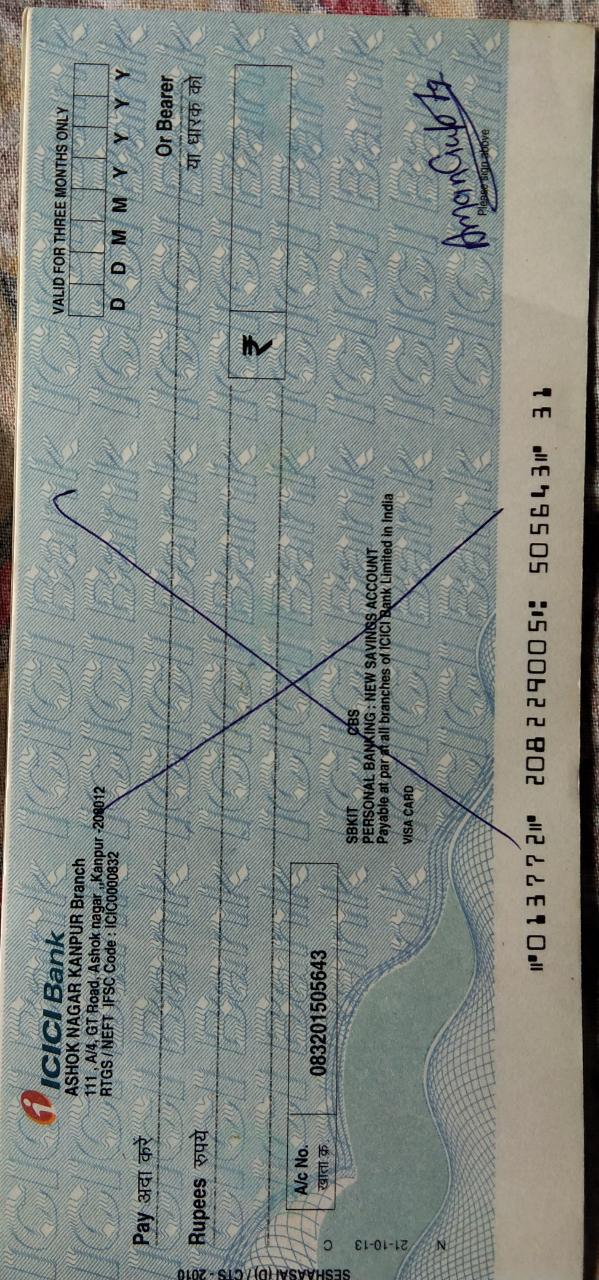 ICICI Bank
ASHOK NAGAR KANPUR Branch
111 , A/4, GT Road, Ashok nagar ,,Kanpur -208012
RTGS / NEFT IFSC Code : ICIC0000832
VALID FOR THREE MONTHS ONLY
D D M M Y Y Y Y
Pay अदा करें
Or Bearer
या धारक को
Rupees रुपये
₹
A/c No.
खाता क्र.
083201505643
SBKIT CBS
PERSONAL BANKING : NEW SAVINGS ACCOUNT
Payable at par at all branches of ICICI Bank Limited in India
VISA CARD
Aman Gupta
Please sign above
SESHAASAI (D) / CTS - 2010
N 21-10-13 C
⑈013772⑈ 208229005⑆ 505643⑈ 31